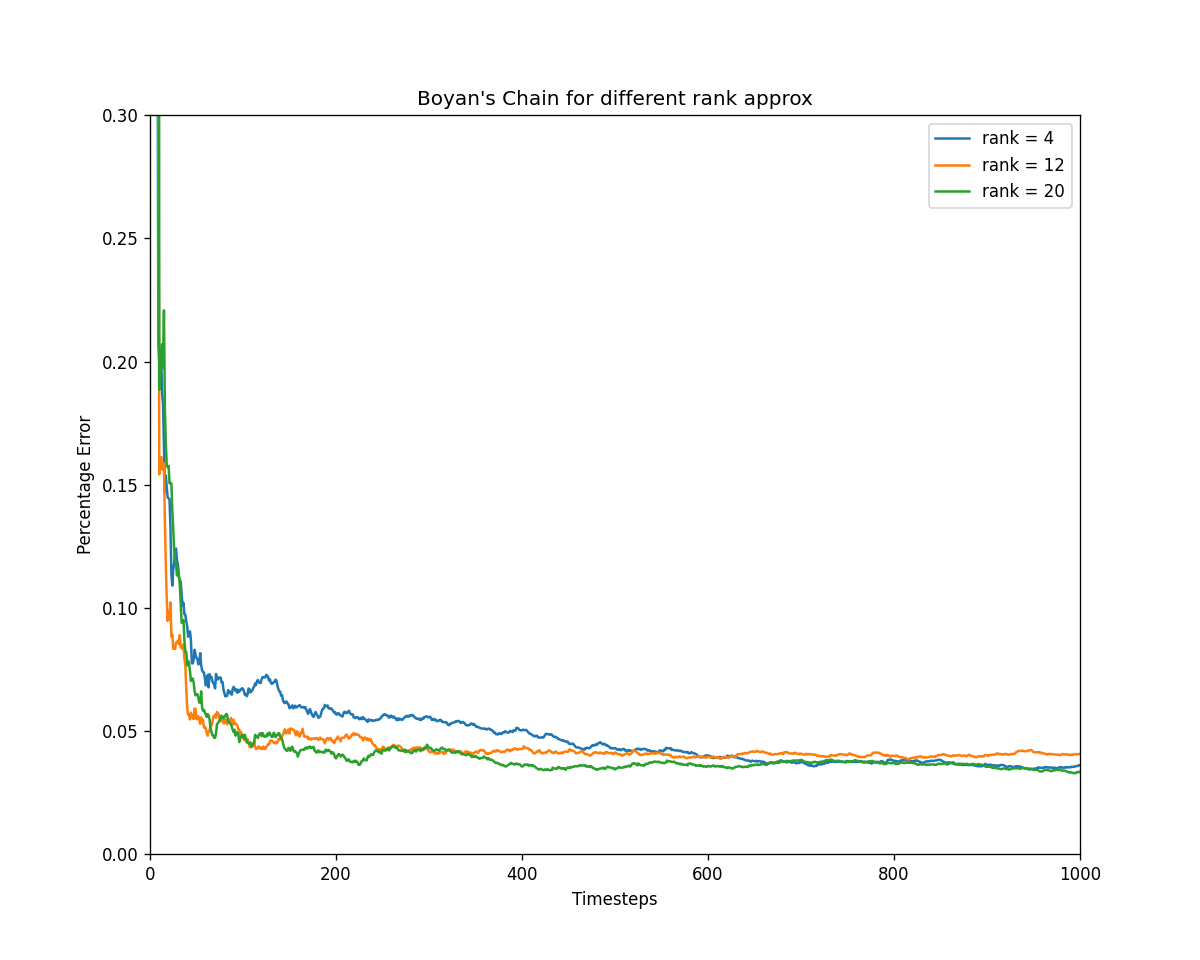 Boyan's Chain for different rank approx
0.30
0.25
0.20
0.15
0.10
0.05
0.00
Percentage Error
rank = 4
rank = 12
rank = 20
0
200
400
600
800
1000
Timesteps